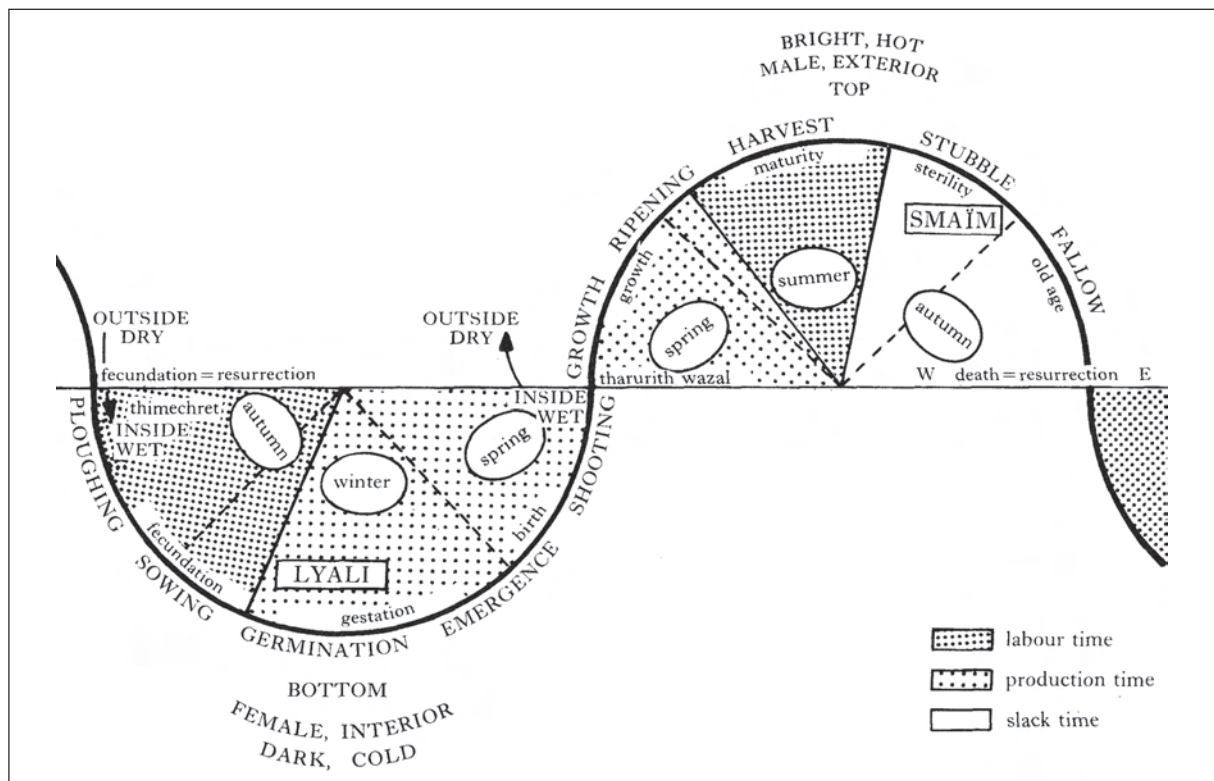 BRIGHT, HOT
MALE, EXTERIOR
TOP
HARVEST
maturity
STUBBLE
sterility
RIPENING
SMAÏM
growth
FALLOW
old age
summer
autumn
spring
GROWTH
OUTSIDE
DRY
OUTSIDE
DRY
fecundation = resurrection
tharurith wazal
W death = resurrection E
thimechret
INSIDE
WET
autumn
INSIDE
WET
spring
winter
PLOUGHING
SHOOTING
birth
fecundation
LYALI
SOWING
gestation
EMERGENCE
GERMINATION
BOTTOM
FEMALE, INTERIOR
DARK, COLD
labour time
production time
slack time